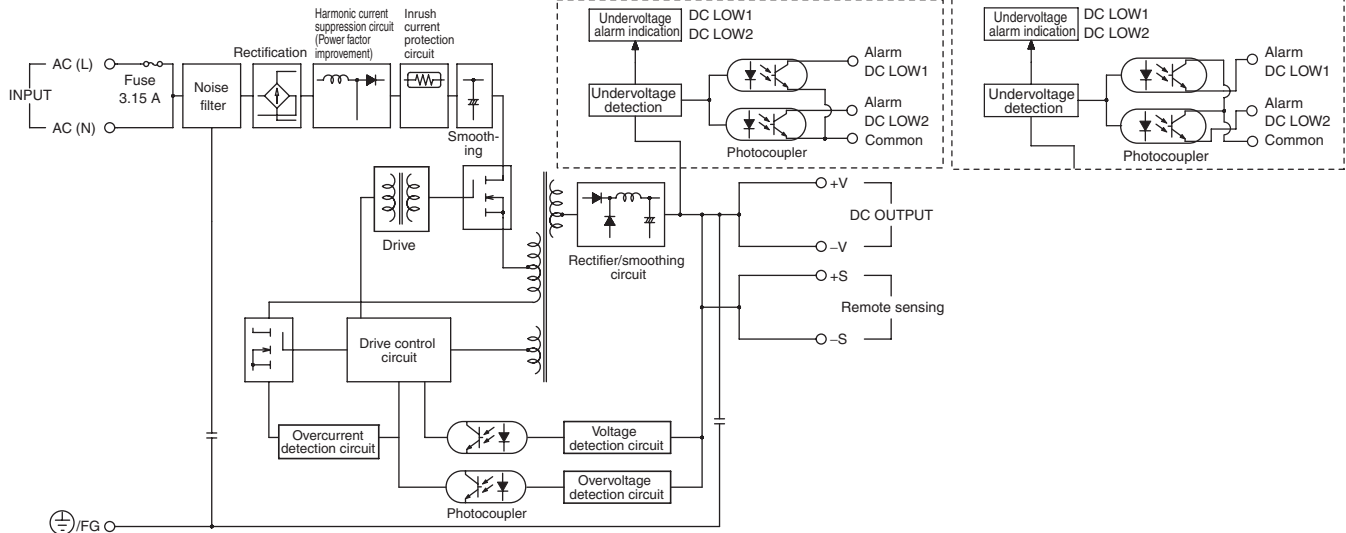 Harmonic current
suppression circuit
(Power factor
improvement)
Inrush
current
protection
circuit
Rectification
AC (L)
INPUT
AC (N)
Fuse
3.15 A
Noise
filter
Smooth-
ing
Undervoltage
alarm indication
DC LOW1
DC LOW2
Undervoltage
detection
Alarm
DC LOW1
Alarm
DC LOW2
Common
Photocoupler
Undervoltage
alarm indication
DC LOW1
DC LOW2
Undervoltage
detection
Alarm
DC LOW1
Alarm
DC LOW2
Common
Photocoupler
Drive
Rectifier/smoothing
circuit
+V
DC OUTPUT
–V
+S
Remote sensing
–S
Drive control
circuit
Overcurrent
detection circuit
Voltage
detection circuit
Overvoltage
detection circuit
Photocoupler
/FG